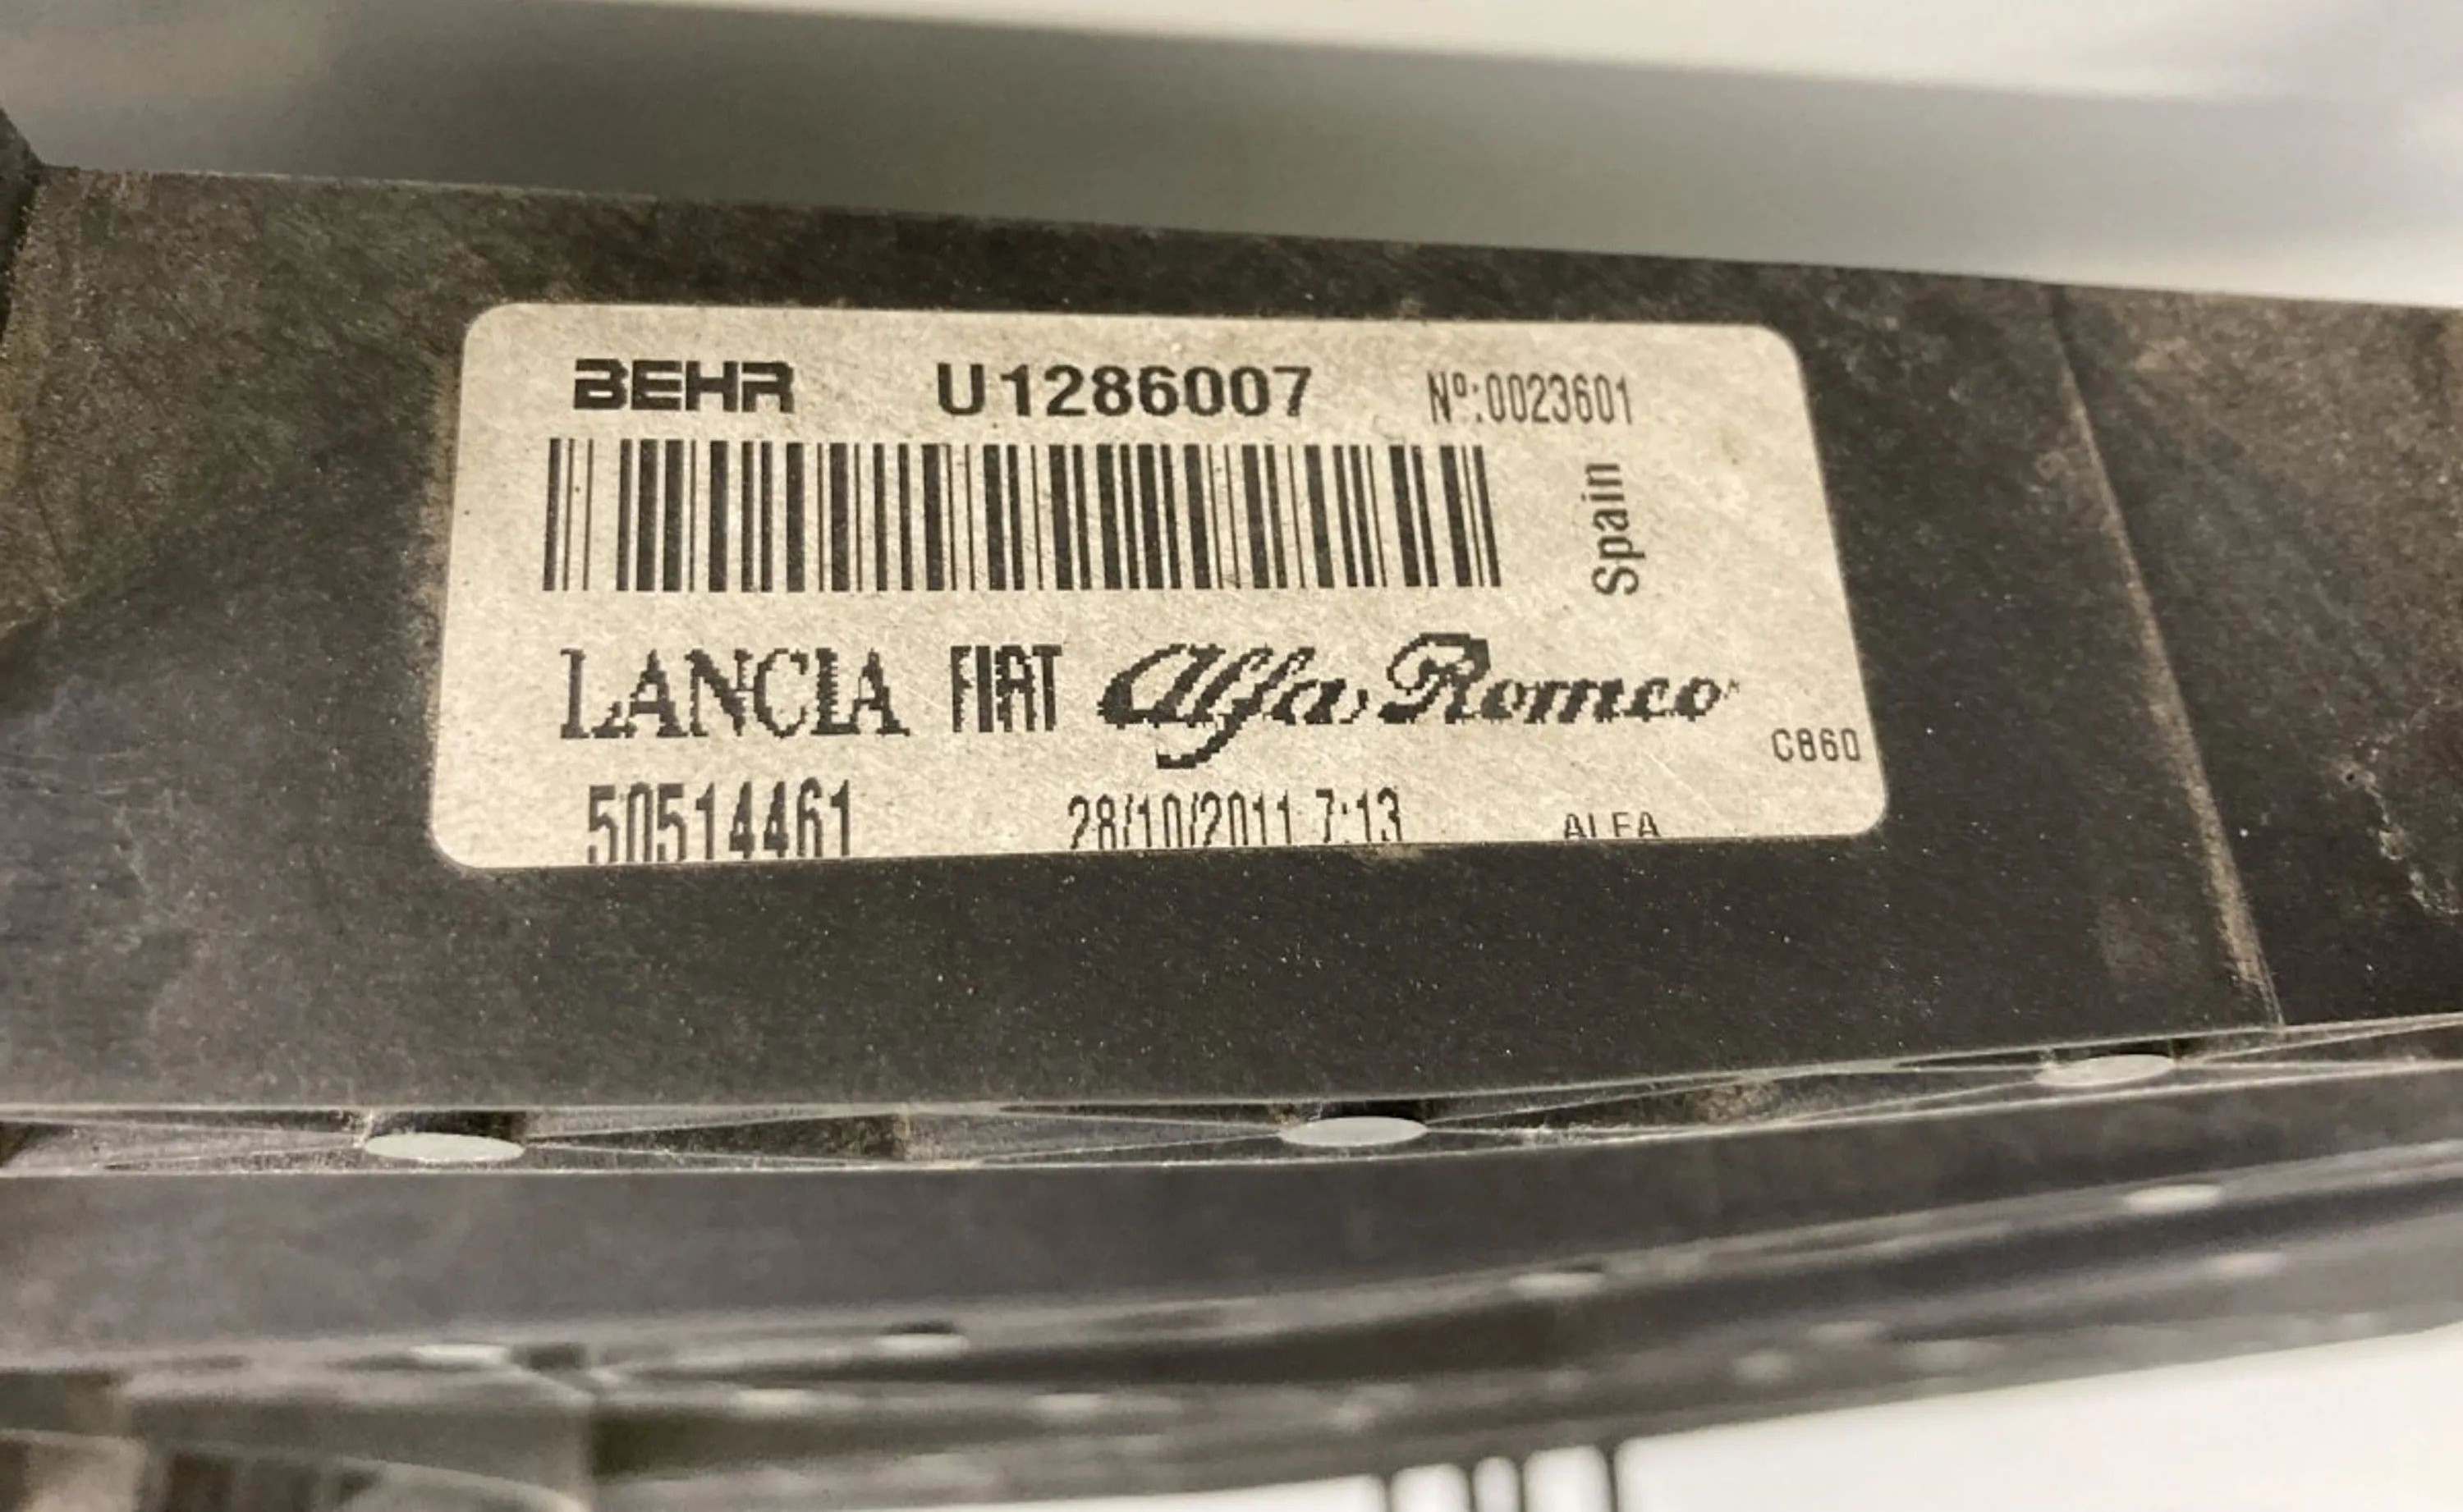 BEHR U1286007 Nº:0023601
Spain
LANCIA FIAT Alfa Romeo
C860
50514461 28/10/2011 7:13 ALFA